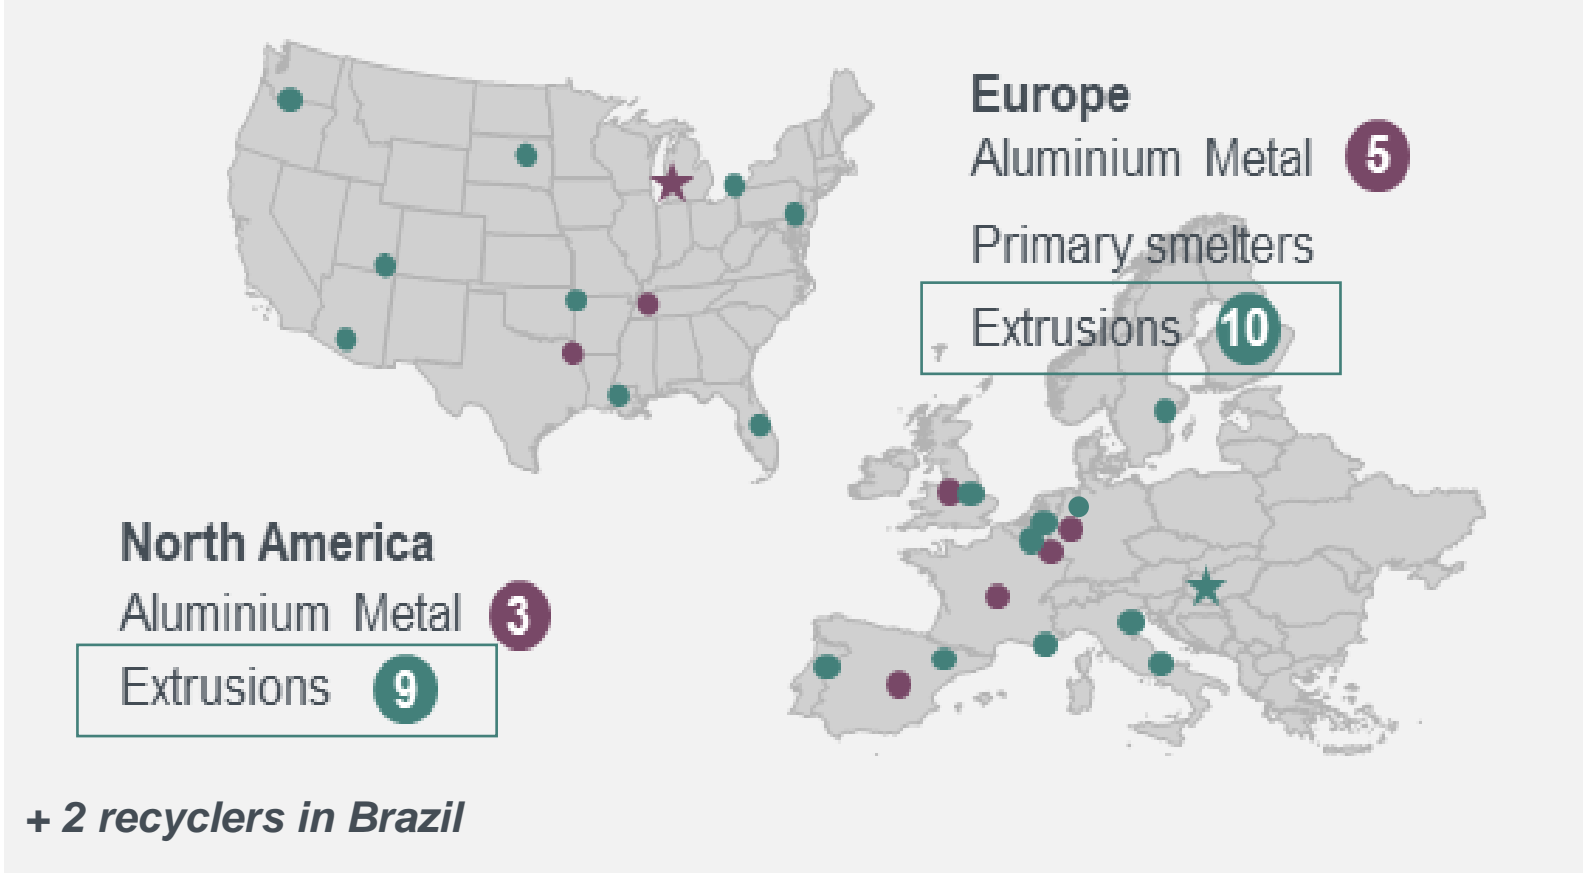 Europe
Aluminium Metal 5
Primary smelters
Extrusions 10
North America
Aluminium Metal 3
Extrusions 9
+ 2 recyclers in Brazil